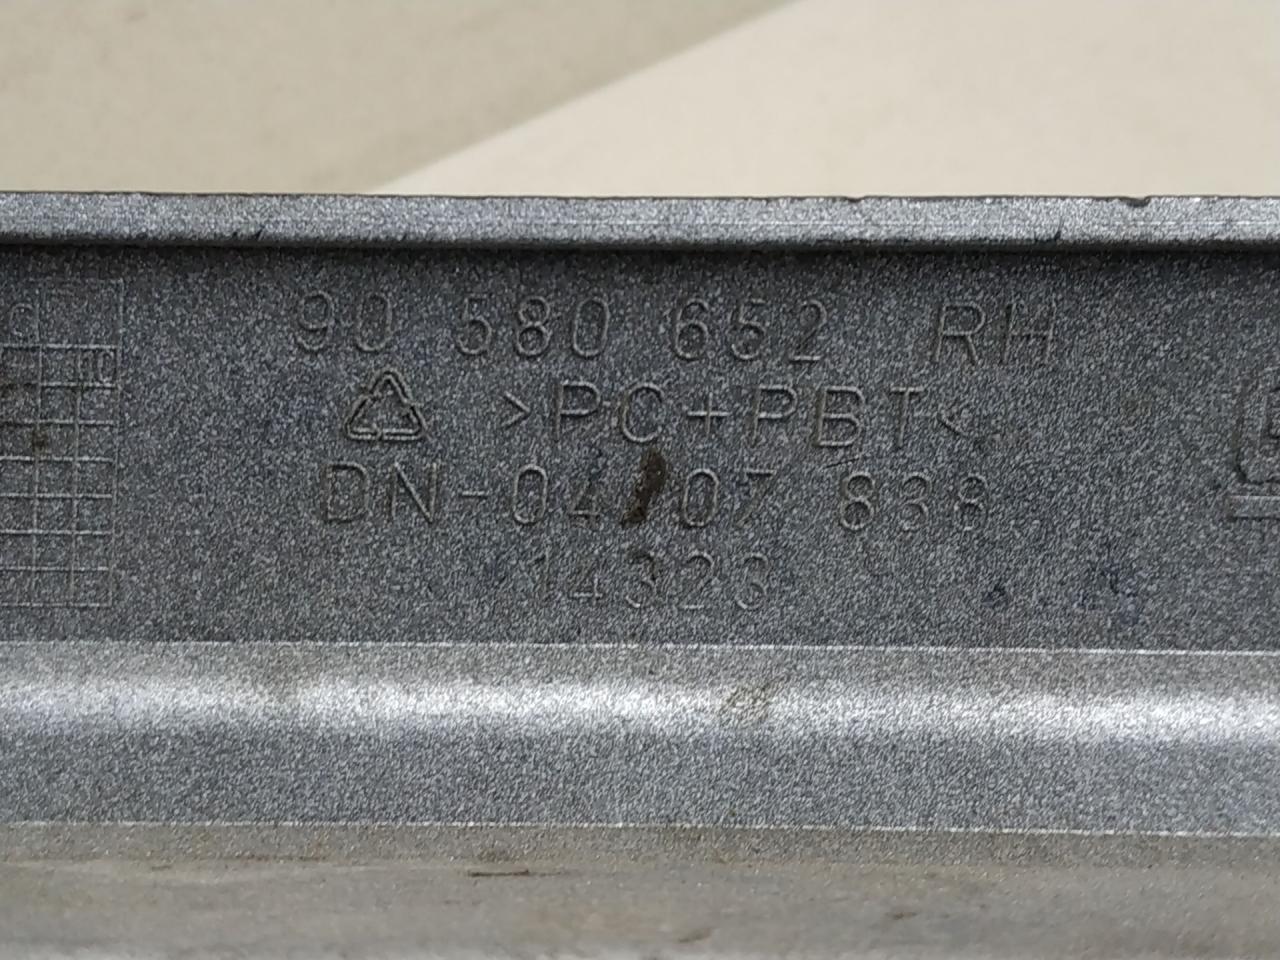 90 580 652 RH
>PC+PBT<
DN-04/07 838
14323